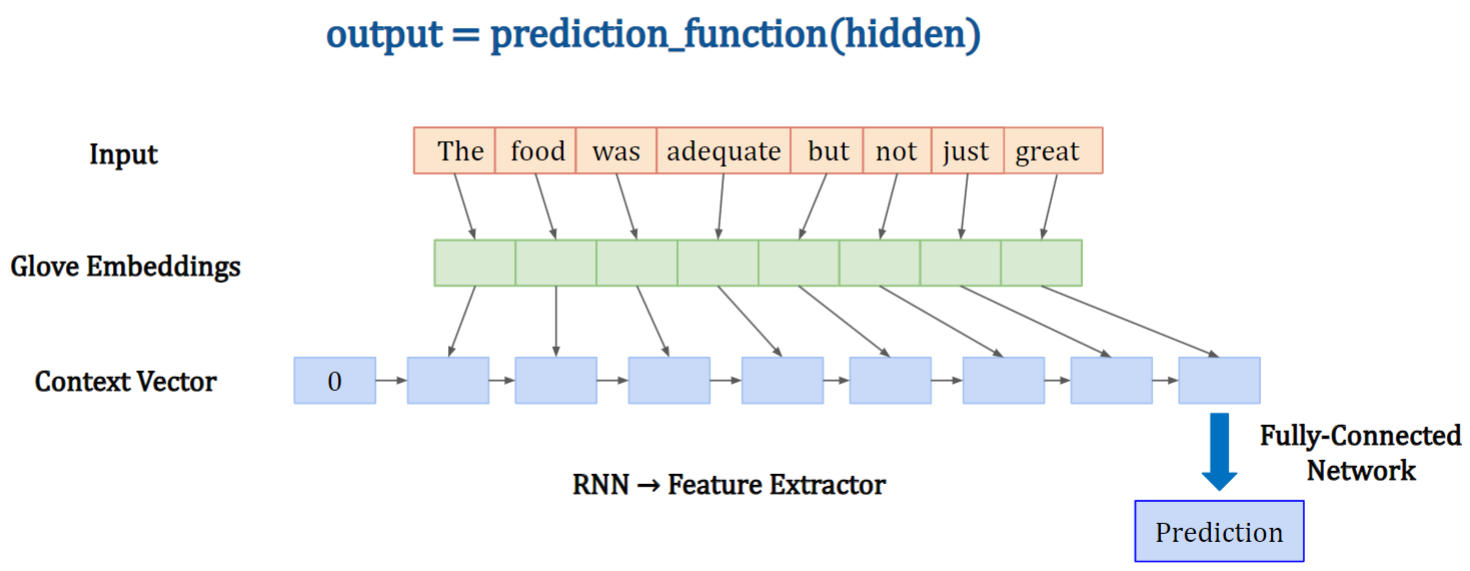 output = prediction_function(hidden)
Input
The food was adequate but not just great
Glove Embeddings
Context Vector
0
Fully-Connected
Network
RNN → Feature Extractor
Prediction